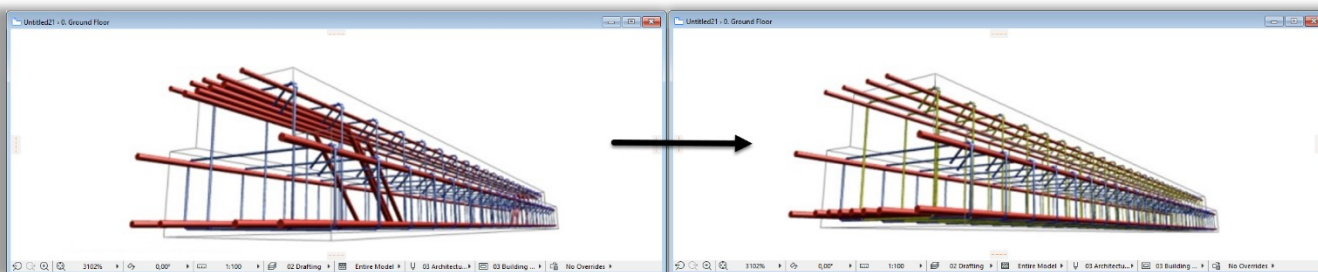 Untitled21 - 0. Ground Floor
Untitled21 - 0. Ground Floor
3102% 0,00° 1:100 02 Drafting Entire Model 03 Architectu... 03 Building ... No Overrides
3102% 0,00° 1:100 02 Drafting Entire Model 03 Architectu... 03 Building ... No Overrides